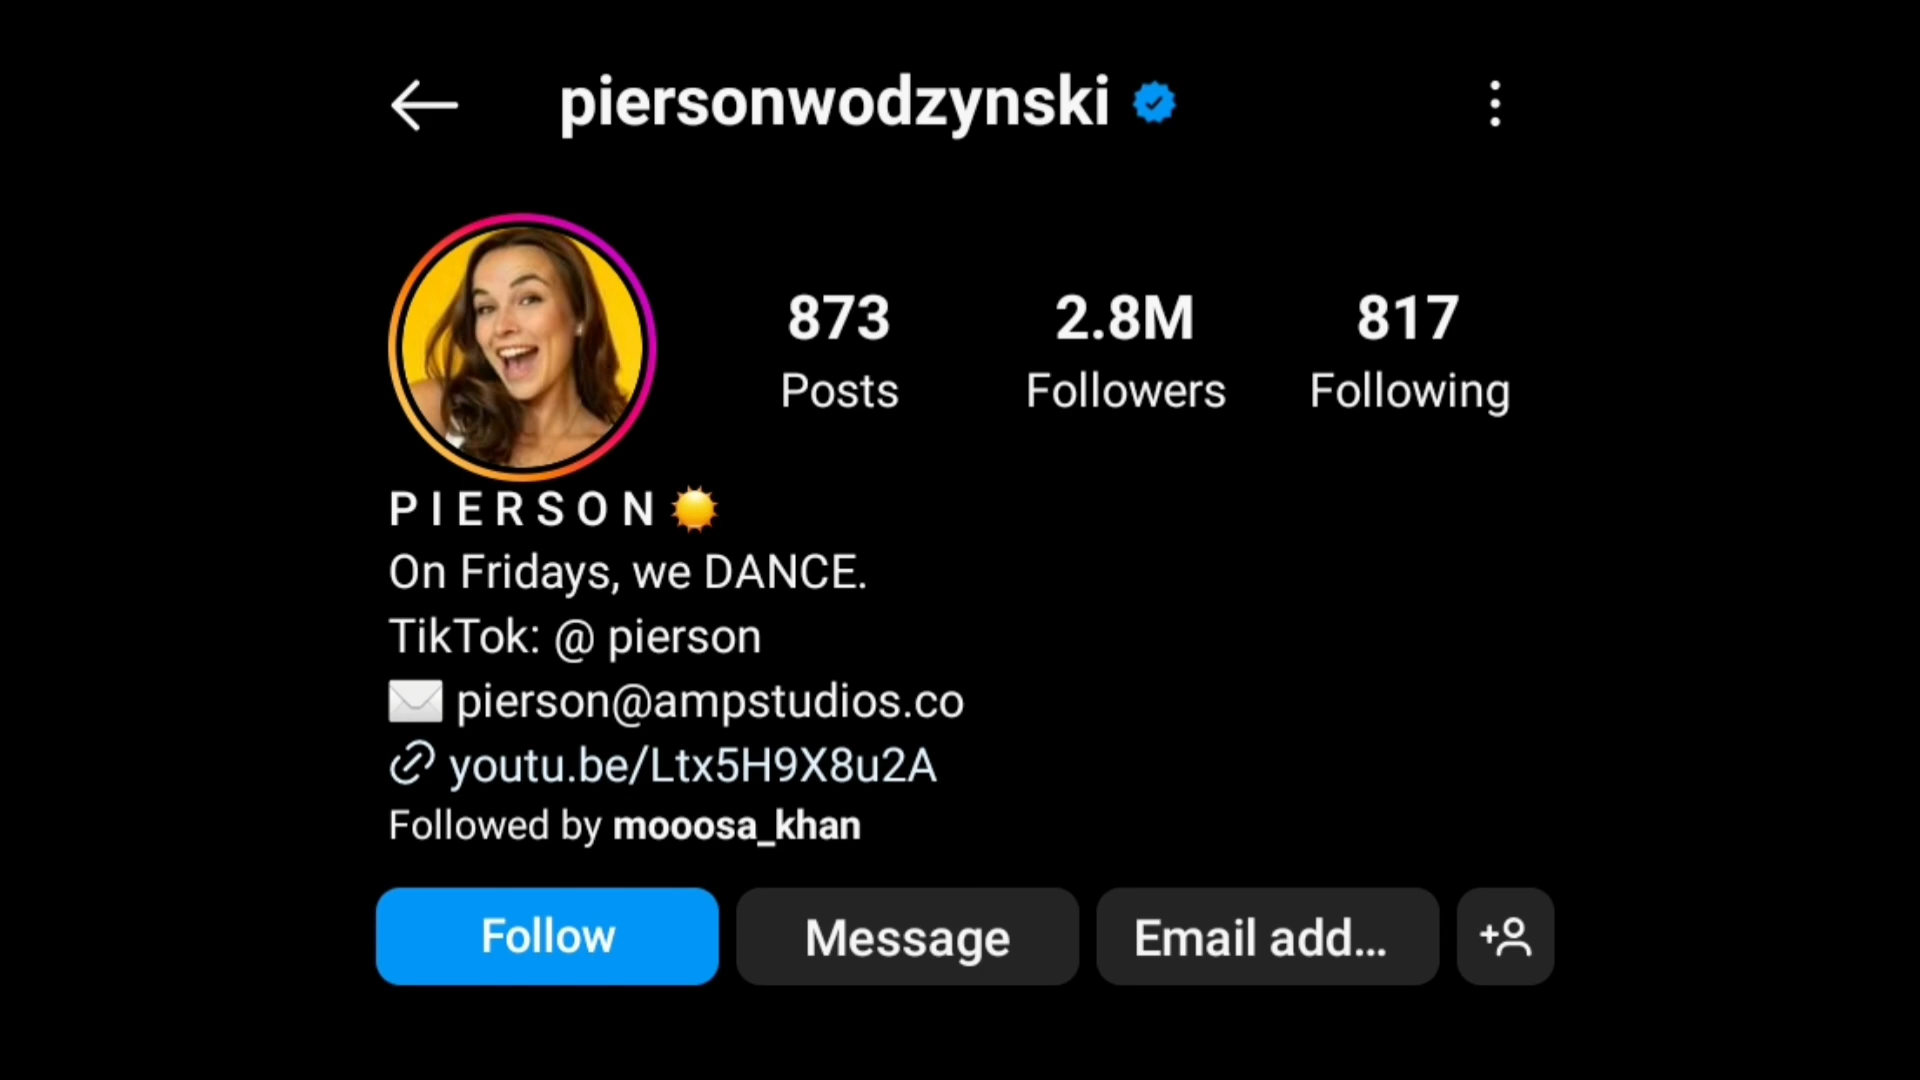 piersonwodzynski
873 2.8M 817
Posts Followers Following
P I E R S O N ☀️
On Fridays, we DANCE.
TikTok: @ pierson
✉️ pierson@ampstudios.co
youtu.be/Ltx5H9X8u2A
Followed by mooosa_khan
Follow Message Email add...